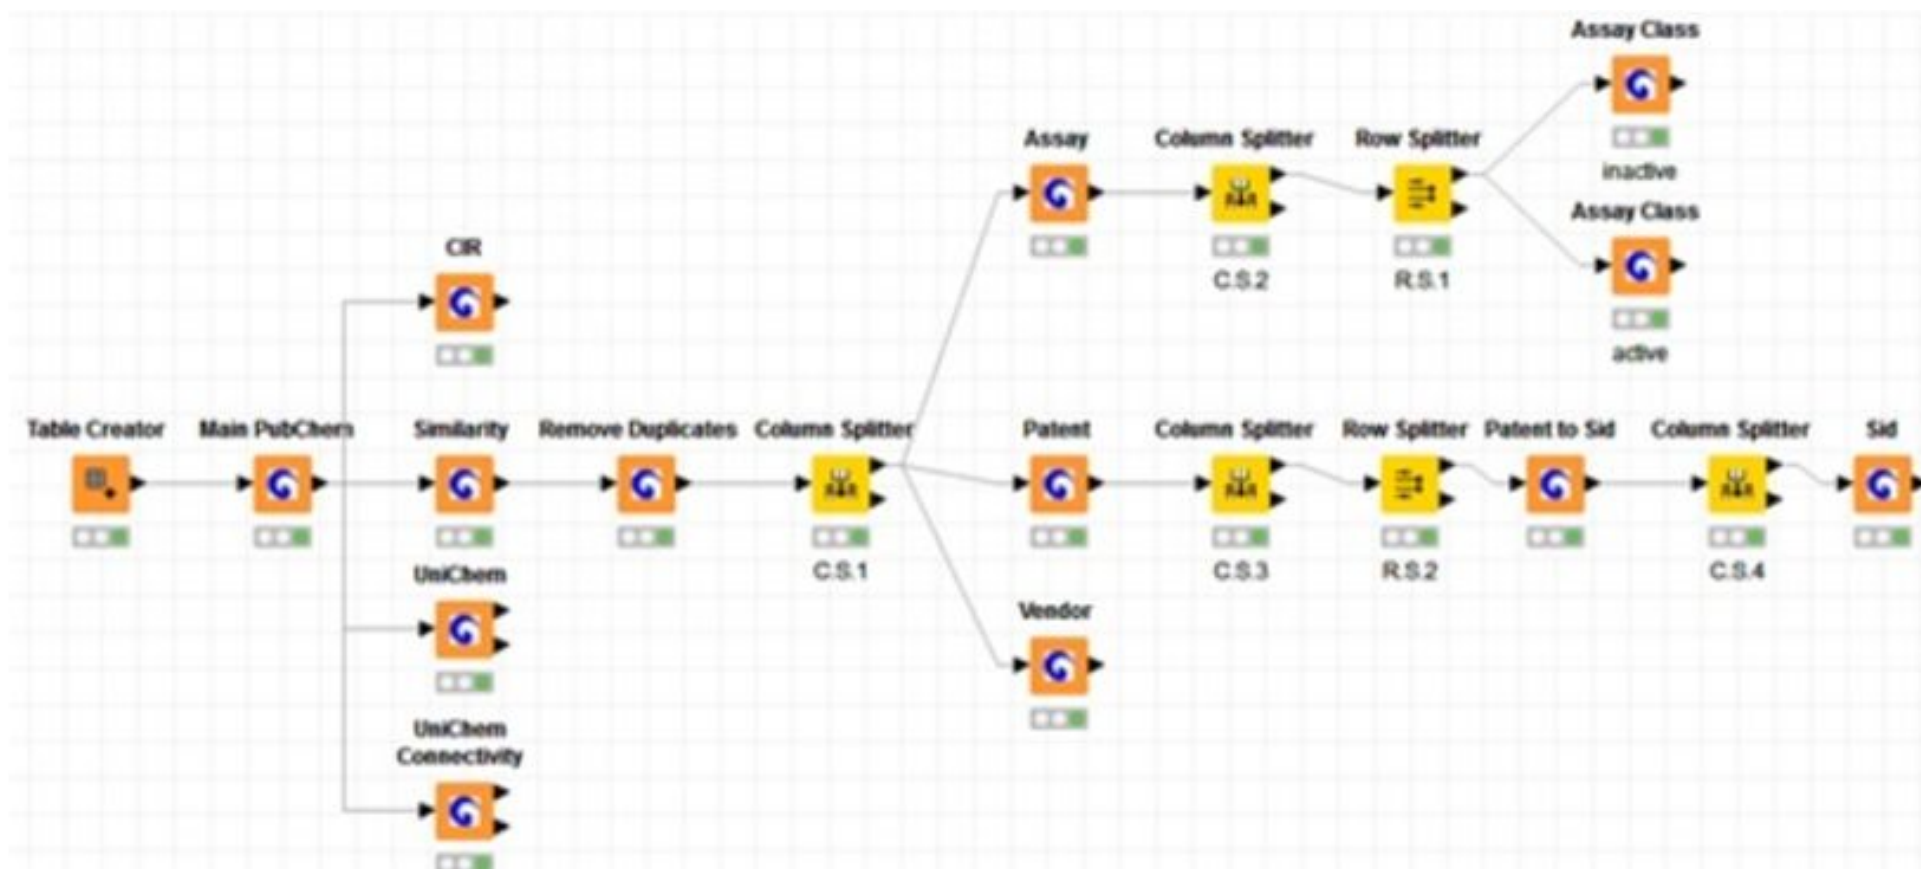 Assay Class
inactive
Assay
Column Splitter
C.S.2
Row Splitter
R.S.1
Assay Class
active
CIR
Table Creator
Main PubChem
Similarity
Remove Duplicates
Column Splitter
C.S.1
Patent
Column Splitter
C.S.3
Row Splitter
R.S.2
Patent to Sid
Column Splitter
C.S.4
Sid
UniChem
Vendor
UniChem
Connectivity